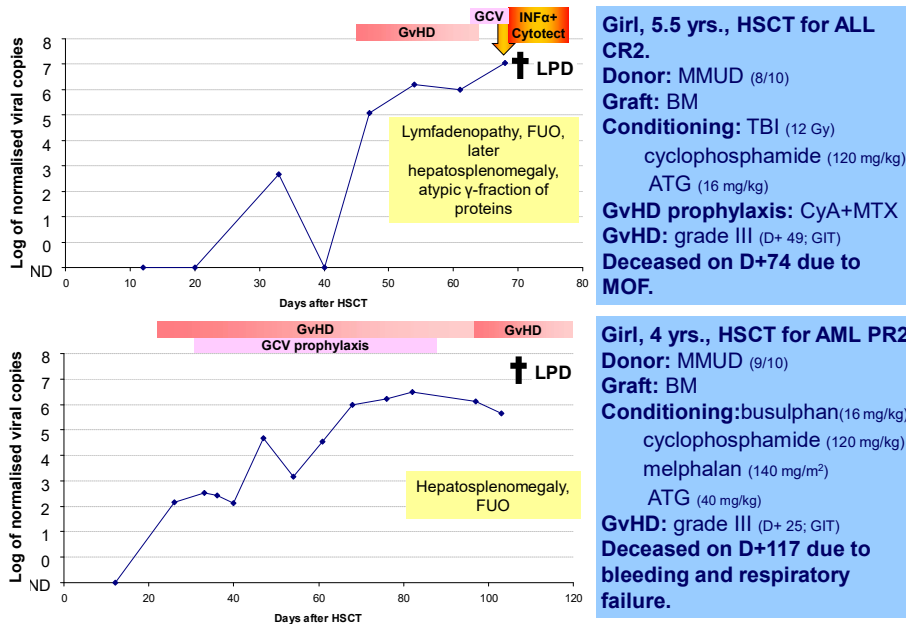 GCV
INFα+
Cytotect
GvHD
LPD
Log of normalised viral copies
8
7
6
5
4
3
2
1
0
ND
Lymfadenopathy, FUO,
later
hepatosplenomegaly,
atypic γ-fraction of
proteins
0 10 20 30 40 50 60 70 80
Days after HSCT
Girl, 5.5 yrs., HSCT for ALL
CR2.
Donor: MMUD (8/10)
Graft: BM
Conditioning: TBI (12 Gy)
cyclophosphamide (120 mg/kg)
ATG (16 mg/kg)
GvHD prophylaxis: CyA+MTX
GvHD: grade III (D+ 49; GIT)
Deceased on D+74 due to
MOF.
GvHD GvHD
GCV prophylaxis
LPD
Log of normalised viral copies
8
7
6
5
4
3
2
1
0
ND
Hepatosplenomegaly,
FUO
0 20 40 60 80 100 120
Days after HSCT
Girl, 4 yrs., HSCT for AML PR2
Donor: MMUD (9/10)
Graft: BM
Conditioning:busulphan(16 mg/kg)
cyclophosphamide (120 mg/kg)
melphalan (140 mg/m²)
ATG (40 mg/kg)
GvHD: grade III (D+ 25; GIT)
Deceased on D+117 due to
bleeding and respiratory
failure.